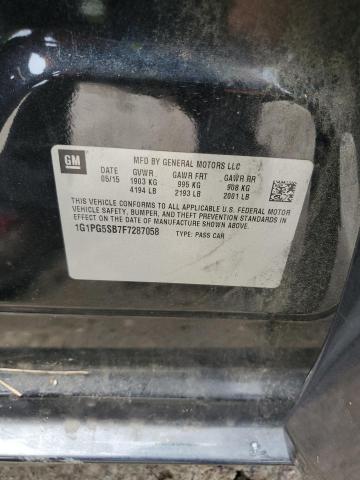 GM
MFD BY GENERAL MOTORS LLC
DATE GVWR GAWR FRT GAWR RR
05/15 1903 KG 995 KG 908 KG
4194 LB 2193 LB 2001 LB
THIS VEHICLE CONFORMS TO ALL APPLICABLE U.S. FEDERAL MOTOR
VEHICLE SAFETY, BUMPER, AND THEFT PREVENTION STANDARDS
IN EFFECT ON THE DATE OF MANUFACTURE SHOWN ABOVE.
1G1PG5SB7F7287058 TYPE: PASS CAR